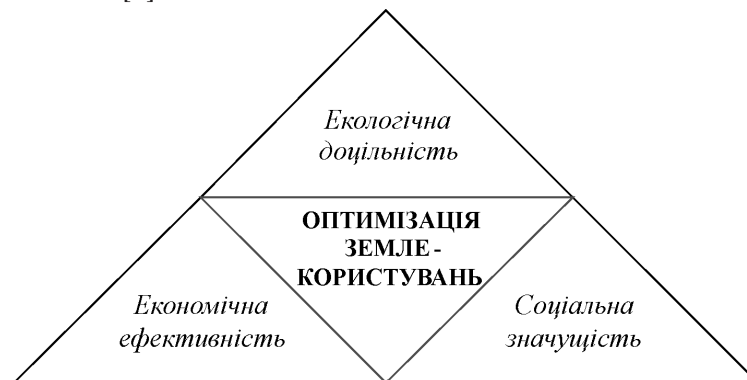 Екологічна
доцільність
ОПТИМІЗАЦІЯ
ЗЕМЛЕ-
КОРИСТУВАНЬ
Економічна
ефективність
Соціальна
значущість